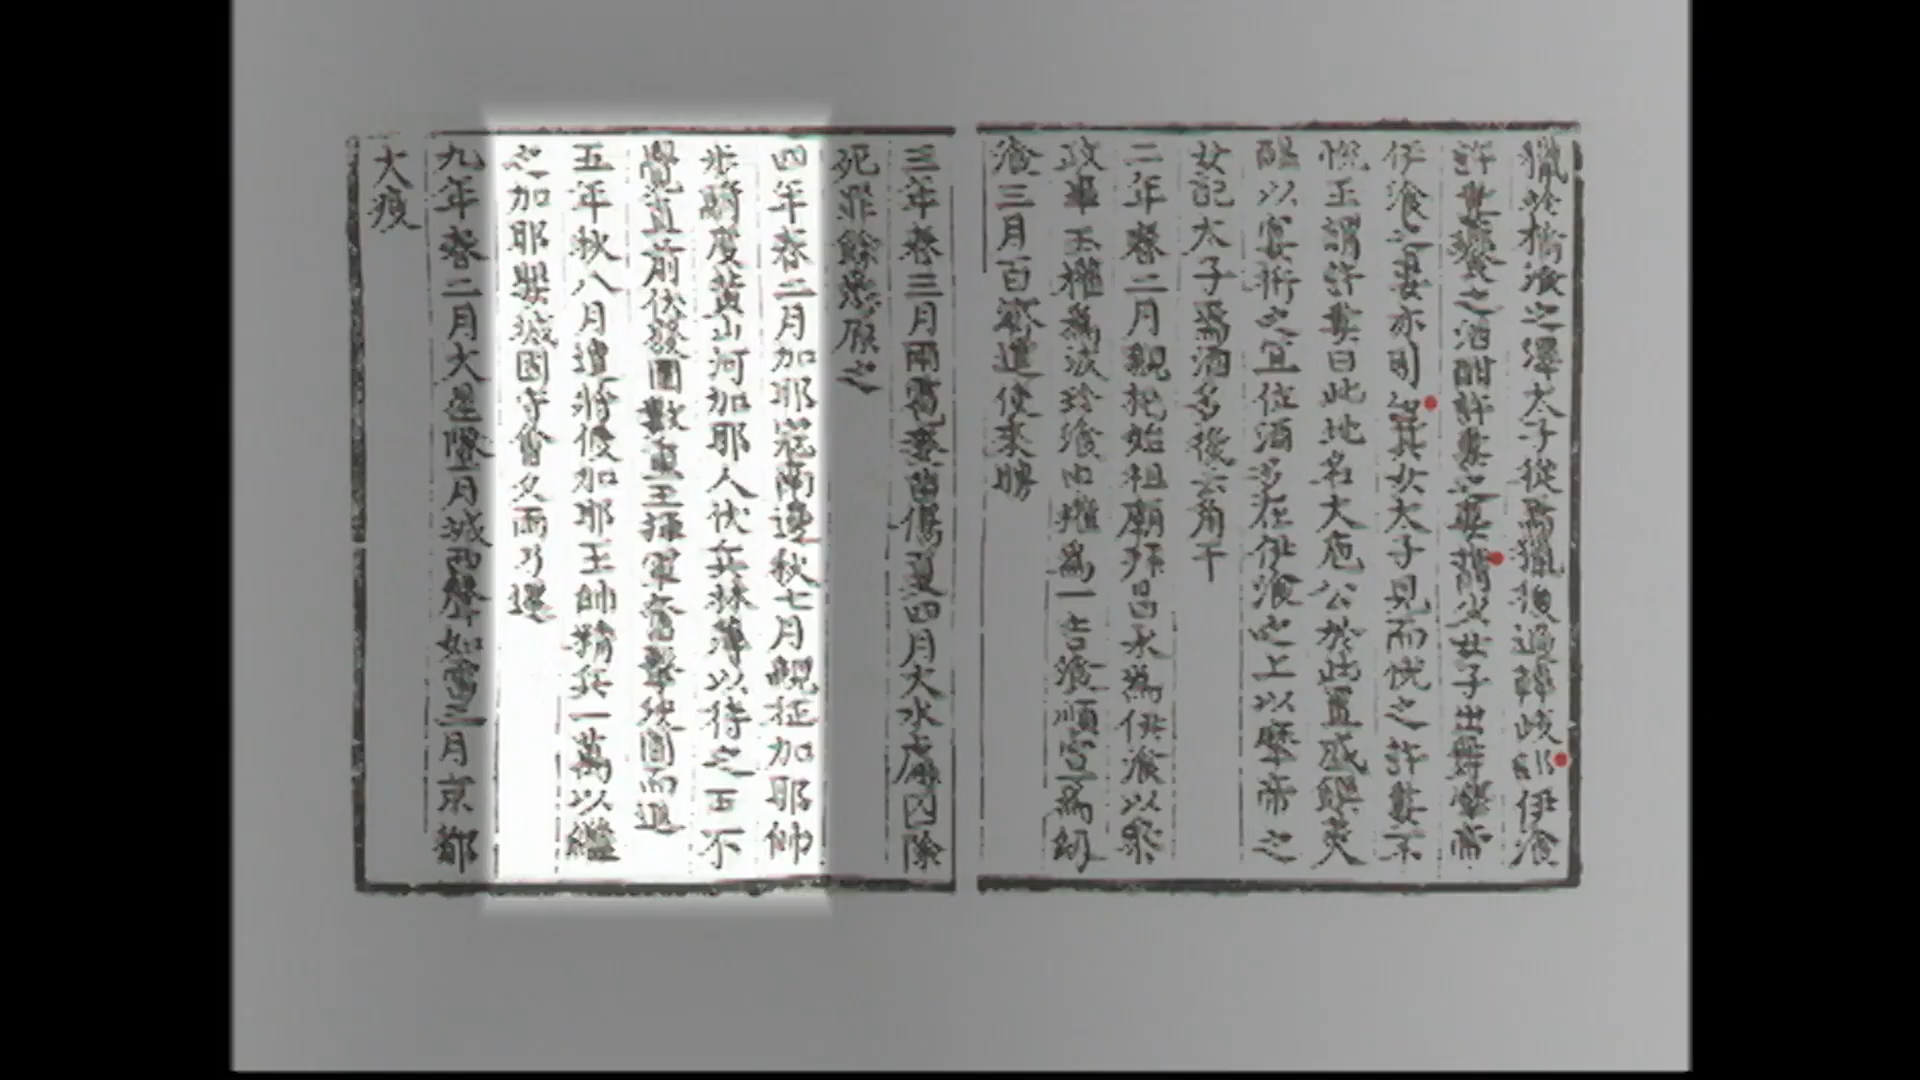 獵於楡湌之澤太子從焉獵後過韓岐部伊湌
許婁饗之酒酣許婁之妻携少女子出舞摩帝
伊湌之妻亦引出其女太子見而恱之許婁不
恱王謂許婁曰此地名大庖公於此置盛饌美
醞以宴衎之宜位酒多在伊湌之上以摩帝之
女配太子焉酒多後云角干
二年春二月親祀始祖廟拜昌永爲伊湌以叅
政事玉權爲波珍湌申權爲一吉湌順宣爲級
湌三月百濟遣使來聘
三年春三月雨雹麥苗傷夏四月大水慮囚除
死罪餘悉原之
四年春二月加耶寇南邊秋七月親征加耶帥
步騎度黃山河加耶人伏兵林薄以待之王不
覺直前伏發圍數重王揮軍奮擊決圍而退
五年秋八月遣將侵加耶王帥精兵一萬以繼
之加耶嬰城固守會久雨乃還
九年春二月大星墜月城西聲如雷三月京都
大疫